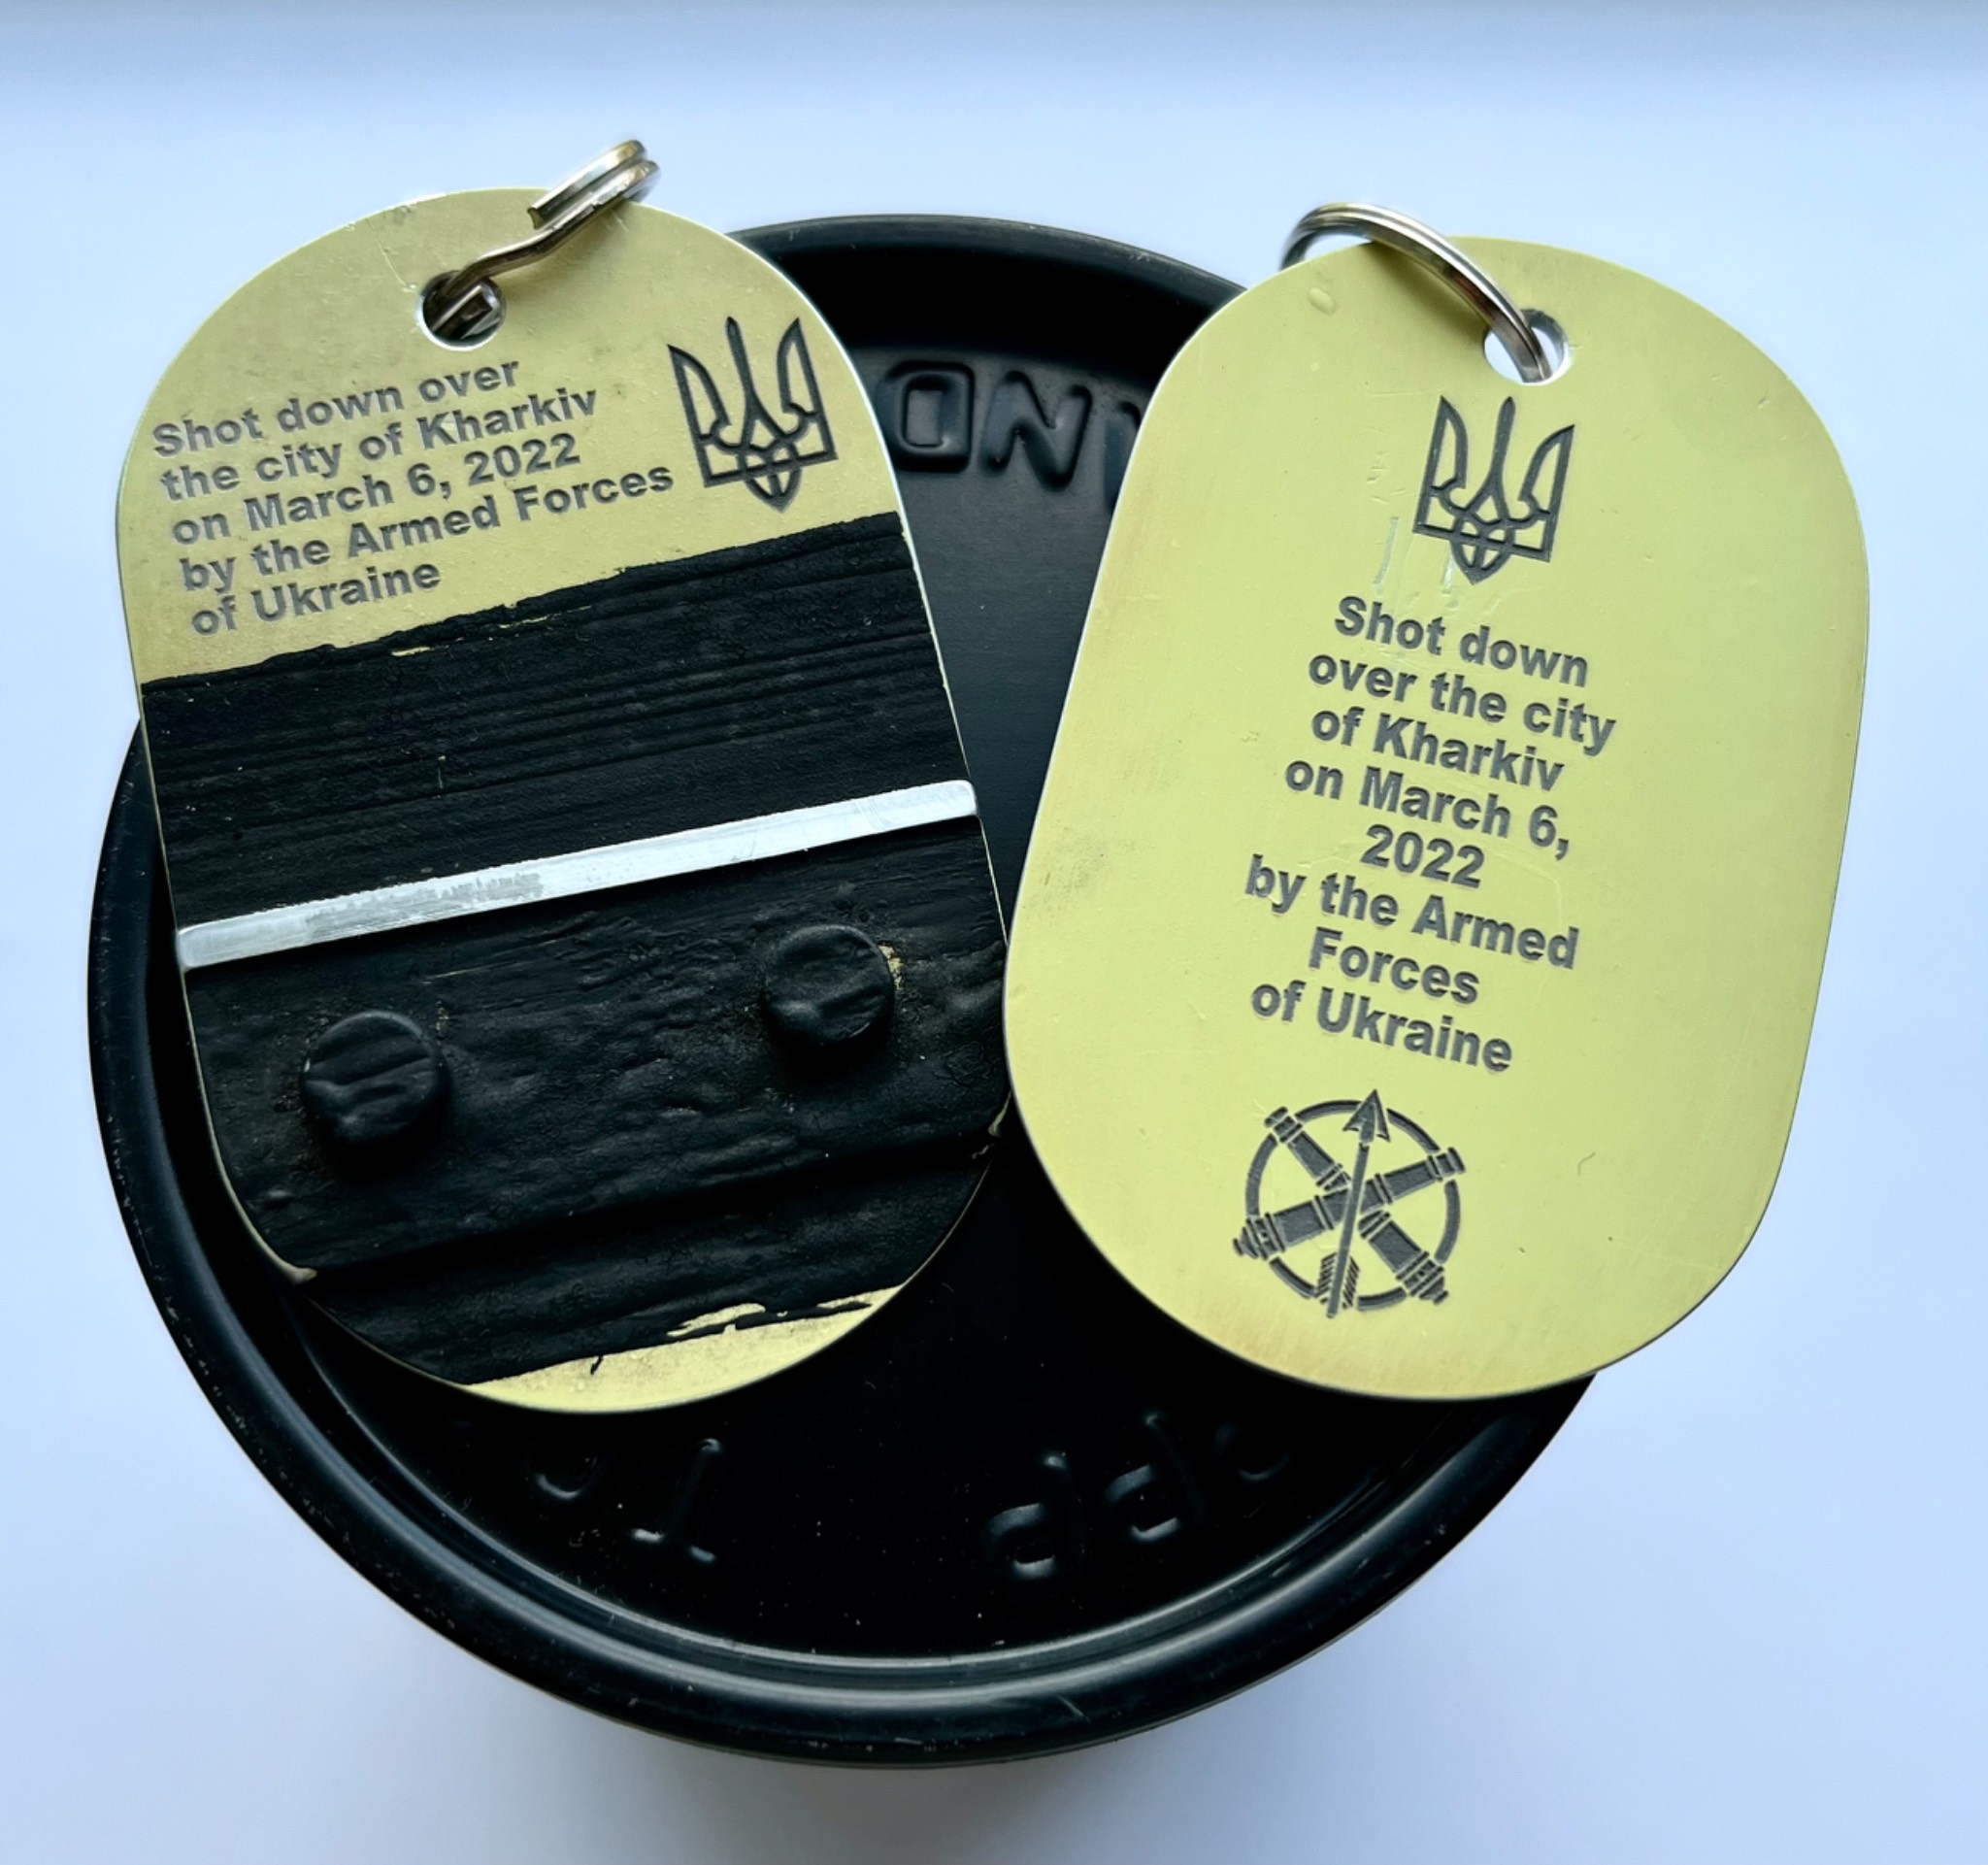 Shot down over
the city of Kharkiv
on March 6, 2022
by the Armed Forces
of Ukraine
Shot down
over the city
of Kharkiv
on March 6,
2022
by the Armed
Forces
of Ukraine